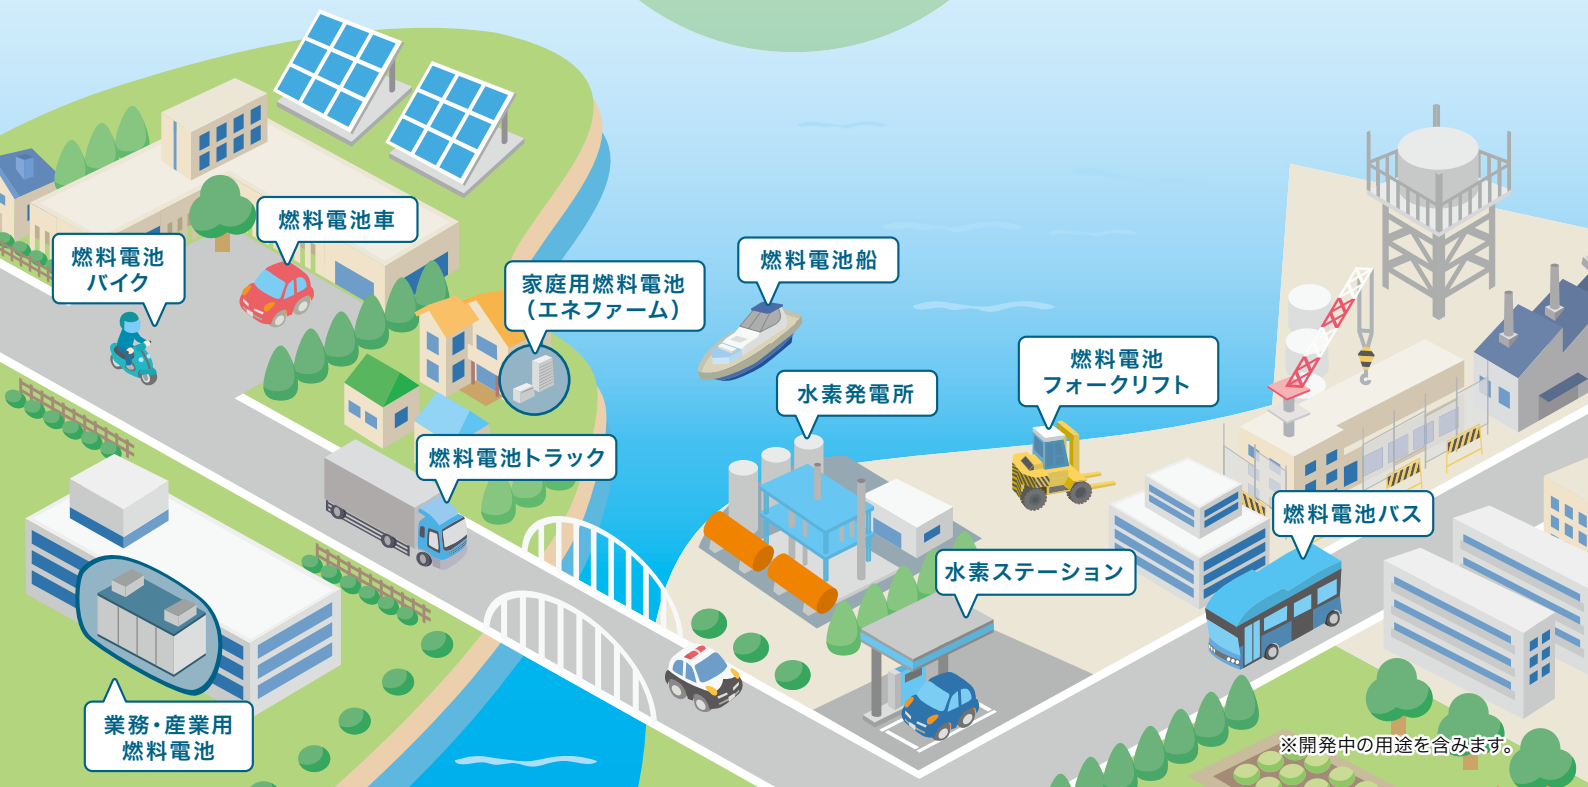 燃料電池車
燃料電池
バイク
家庭用燃料電池
（エネファーム）
燃料電池船
燃料電池
フォークリフト
水素発電所
燃料電池トラック
燃料電池バス
水素ステーション
業務・産業用
燃料電池
※開発中の用途を含みます。